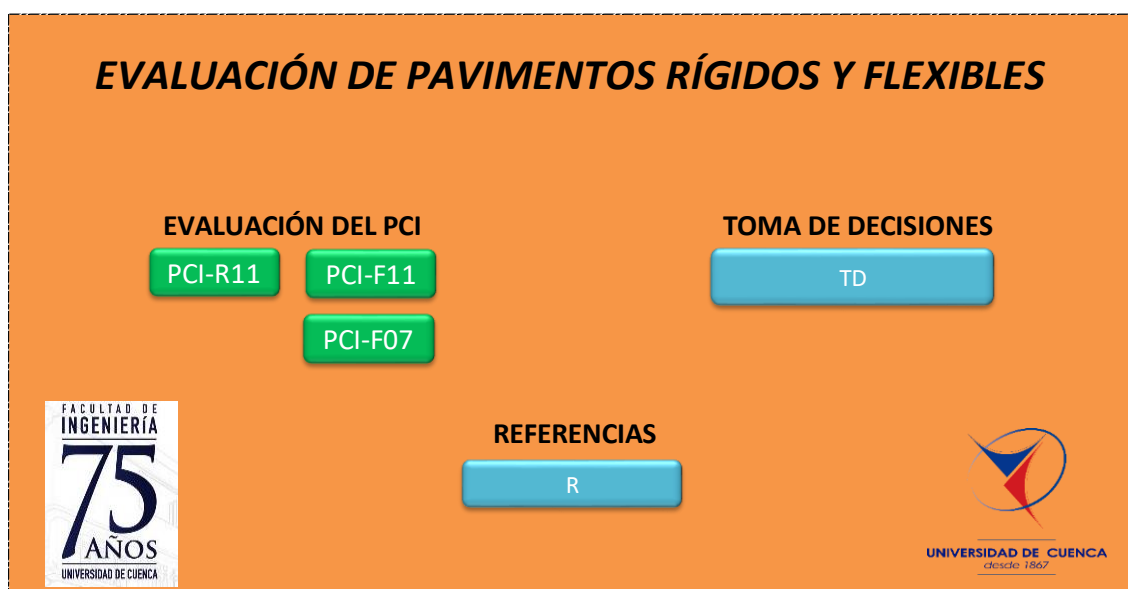 EVALUACIÓN DE PAVIMENTOS RÍGIDOS Y FLEXIBLES
EVALUACIÓN DEL PCI
TOMA DE DECISIONES
PCI-R11
PCI-F11
TD
PCI-F07
FACULTAD DE
INGENIERÍA
75
AÑOS
UNIVERSIDAD DE CUENCA
REFERENCIAS
R
UNIVERSIDAD DE CUENCA
desde 1867